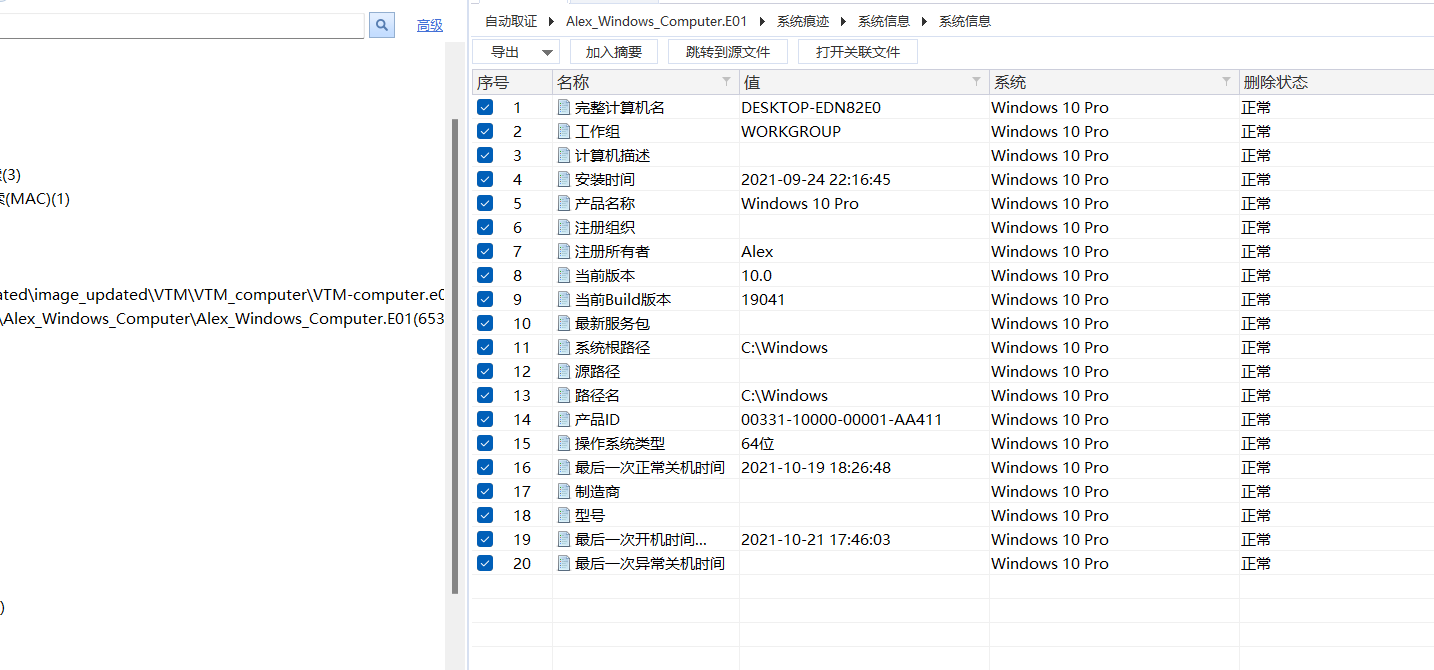 高级
(3)
(MAC)(1)
ated\image_updated\VTM\VTM_computer\VTM-computer.e0
\Alex_Windows_Computer\Alex_Windows_Computer.E01(653
)
自动取证 Alex_Windows_Computer.E01 系统痕迹 系统信息 系统信息
导出 加入摘要 跳转到源文件 打开关联文件
序号 名称 值 系统 删除状态
1 完整计算机名 DESKTOP-EDN82E0 Windows 10 Pro 正常
2 工作组 WORKGROUP Windows 10 Pro 正常
3 计算机描述 Windows 10 Pro 正常
4 安装时间 2021-09-24 22:16:45 Windows 10 Pro 正常
5 产品名称 Windows 10 Pro Windows 10 Pro 正常
6 注册组织 Windows 10 Pro 正常
7 注册所有者 Alex Windows 10 Pro 正常
8 当前版本 10.0 Windows 10 Pro 正常
9 当前Build版本 19041 Windows 10 Pro 正常
10 最新服务包 Windows 10 Pro 正常
11 系统根路径 C:\Windows Windows 10 Pro 正常
12 源路径 Windows 10 Pro 正常
13 路径名 C:\Windows Windows 10 Pro 正常
14 产品ID 00331-10000-00001-AA411 Windows 10 Pro 正常
15 操作系统类型 64位 Windows 10 Pro 正常
16 最后一次正常关机时间 2021-10-19 18:26:48 Windows 10 Pro 正常
17 制造商 Windows 10 Pro 正常
18 型号 Windows 10 Pro 正常
19 最后一次开机时间... 2021-10-21 17:46:03 Windows 10 Pro 正常
20 最后一次异常关机时间 Windows 10 Pro 正常